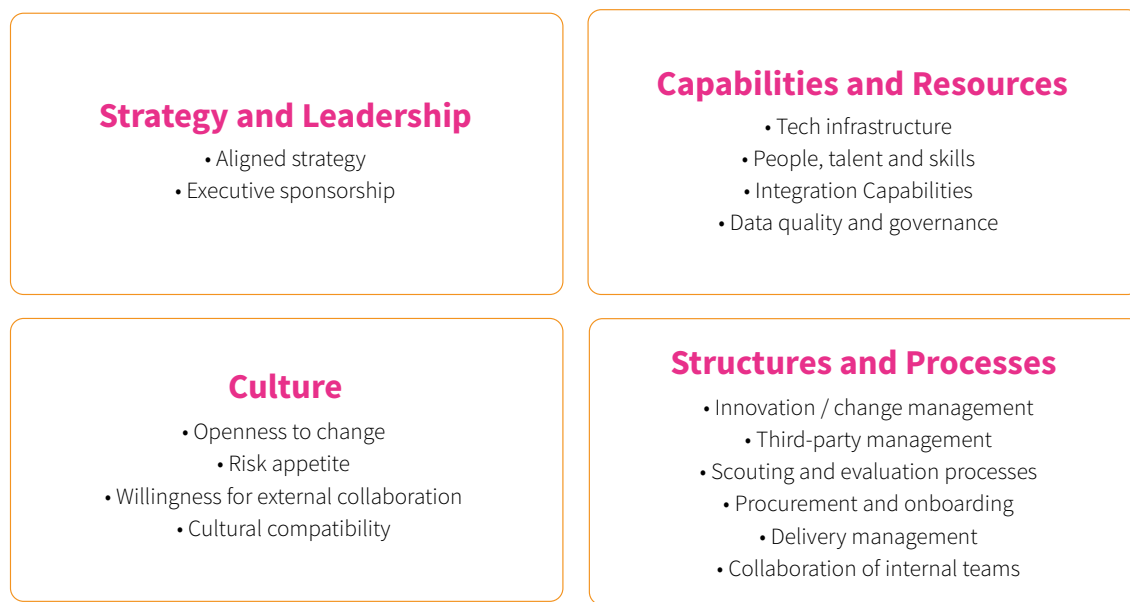 Strategy and Leadership
• Aligned strategy
• Executive sponsorship
Capabilities and Resources
• Tech infrastructure
• People, talent and skills
• Integration Capabilities
• Data quality and governance
Culture
• Openness to change
• Risk appetite
• Willingness for external collaboration
• Cultural compatibility
Structures and Processes
• Innovation / change management
• Third-party management
• Scouting and evaluation processes
• Procurement and onboarding
• Delivery management
• Collaboration of internal teams